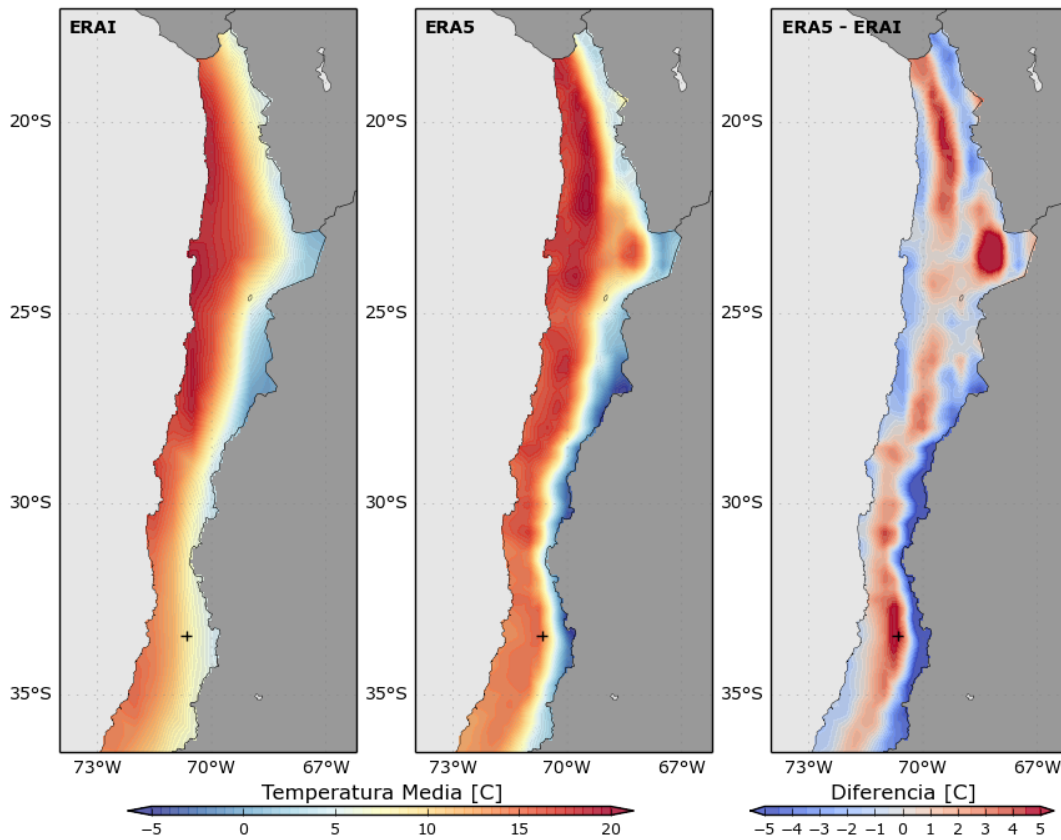 ERAI
ERA5
ERA5 - ERAI
20°S
20°S
20°S
25°S
25°S
25°S
30°S
30°S
30°S
35°S
35°S
35°S
73°W 70°W 67°W
73°W 70°W 67°W
73°W 70°W 67°W
Temperatura Media [C]
Diferencia [C]
−5 0 5 10 15 20
−5 −4 −3 −2 −1 0 1 2 3 4 5